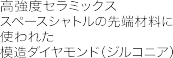 高強度セラミックス
スペースシャトルの先端材料に
使われた
模造ダイヤモンド（ジルコニア）